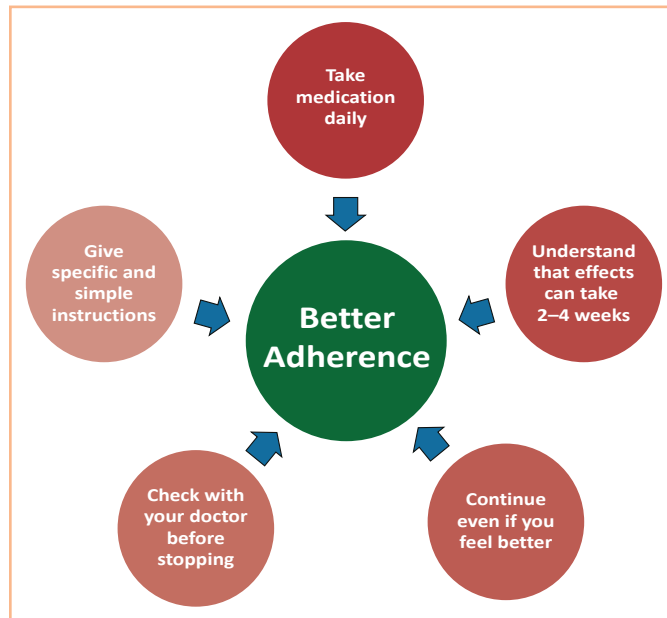 Take
medication
daily
Give
specific and
simple
instructions
Understand
that effects
can take
2–4 weeks
Better
Adherence
Check with
your doctor
before
stopping
Continue
even if you
feel better